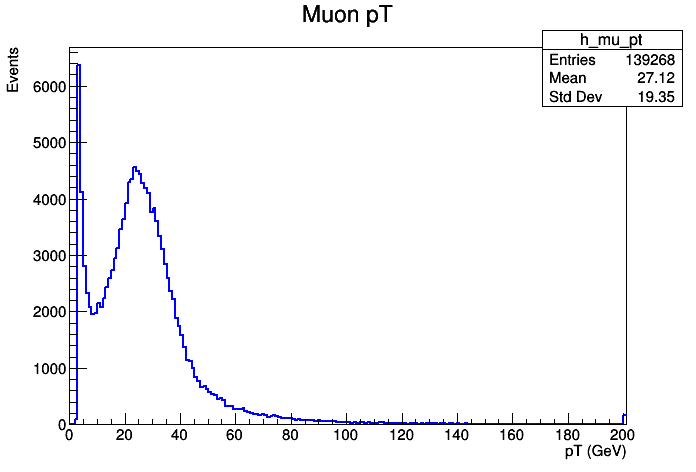 Muon pT
h_mu_pt
Entries 139268
Mean 27.12
Std Dev 19.35
Events
6000
5000
4000
3000
2000
1000
0
0 20 40 60 80 100 120 140 160 180 200
pT (GeV)